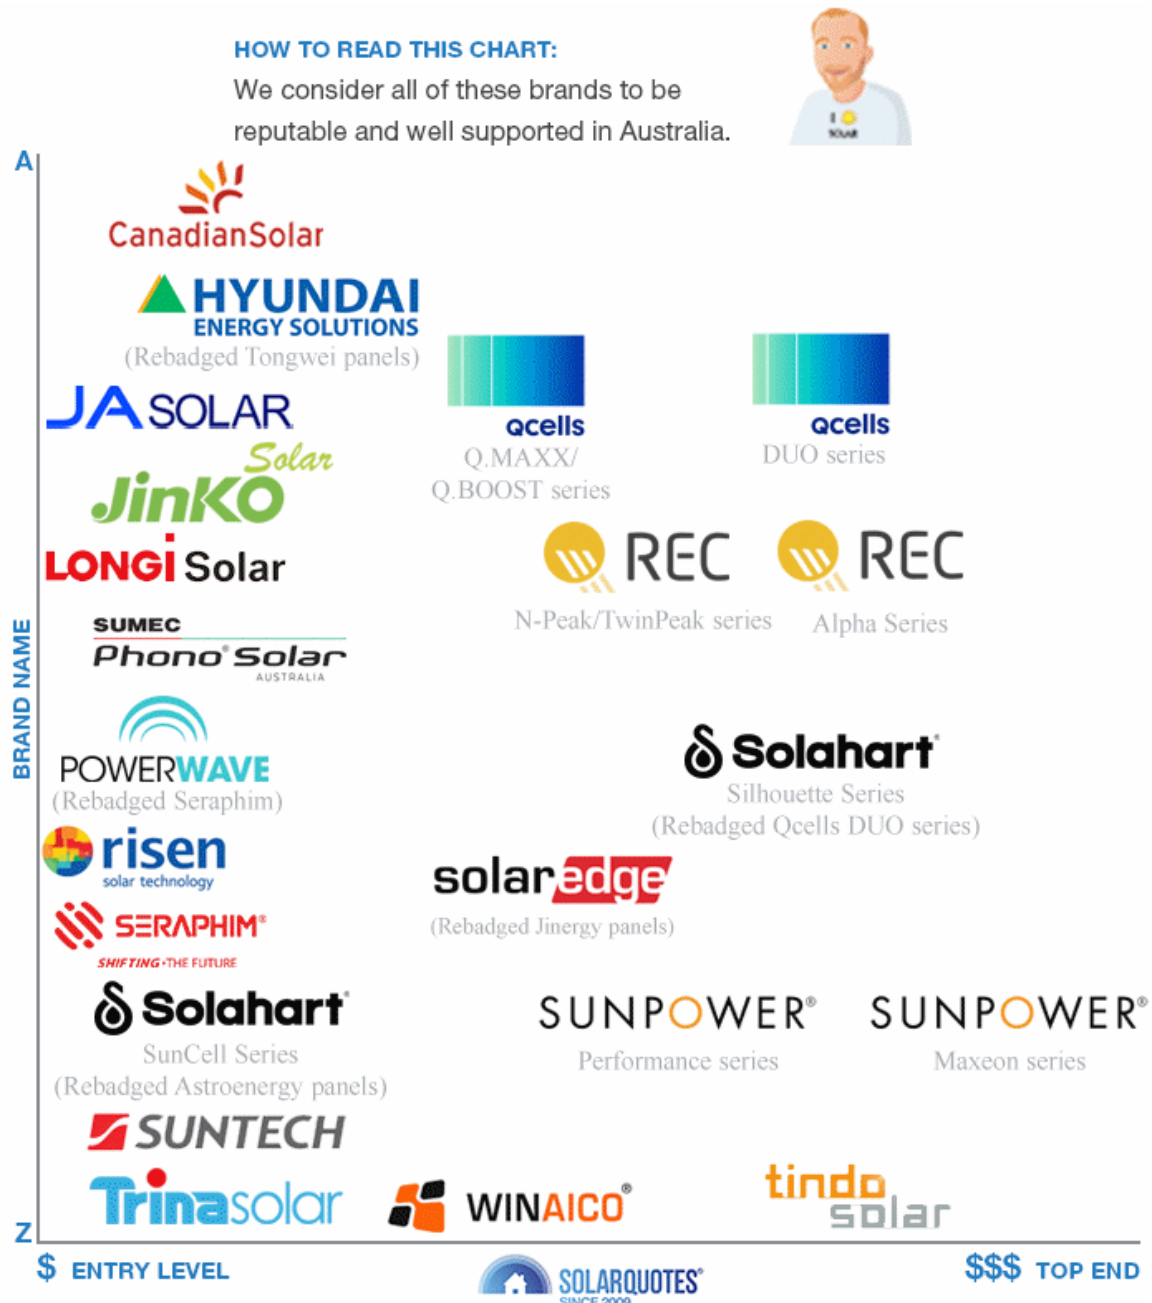 HOW TO READ THIS CHART:
We consider all of these brands to be
reputable and well supported in Australia.
I
SOLAR
A
CanadianSolar
HYUNDAI
ENERGY SOLUTIONS
(Rebadged Tongwei panels)
qcells
Q.MAXX/
Q.BOOST series
qcells
DUO series
JA SOLAR
Solar
JinKO
LONGi Solar
REC
N-Peak/TwinPeak series
REC
Alpha Series
SUMEC
Phono® Solar
AUSTRALIA
BRAND NAME
POWERWAVE
(Rebadged Seraphim)
Solahart®
Silhouette Series
(Rebadged Qcells DUO series)
risen
solar technology
solaredge
(Rebadged Jinergy panels)
SERAPHIM®
SHIFTING·THE FUTURE
Solahart®
SunCell Series
(Rebadged Astroenergy panels)
SUNPOWER®
Performance series
SUNPOWER®
Maxeon series
SUNTECH
Trinasolar
WINAICO®
tindo
solar
Z
$ ENTRY LEVEL
SOLARQUOTES®
SINCE 2009
$$$ TOP END